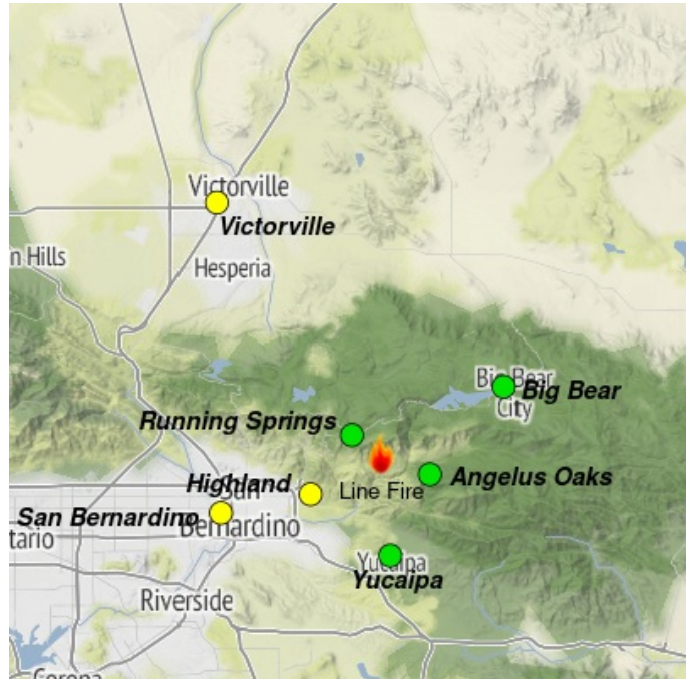 Victorville
Victorville
n Hills
Hesperia
Big Bear
City
Big Bear
Running Springs
Angelus Oaks
Line Fire
Highland
San
San Bernardino
Bernardino
tario
Yucaipa
Yucaipa
Riverside
Corona